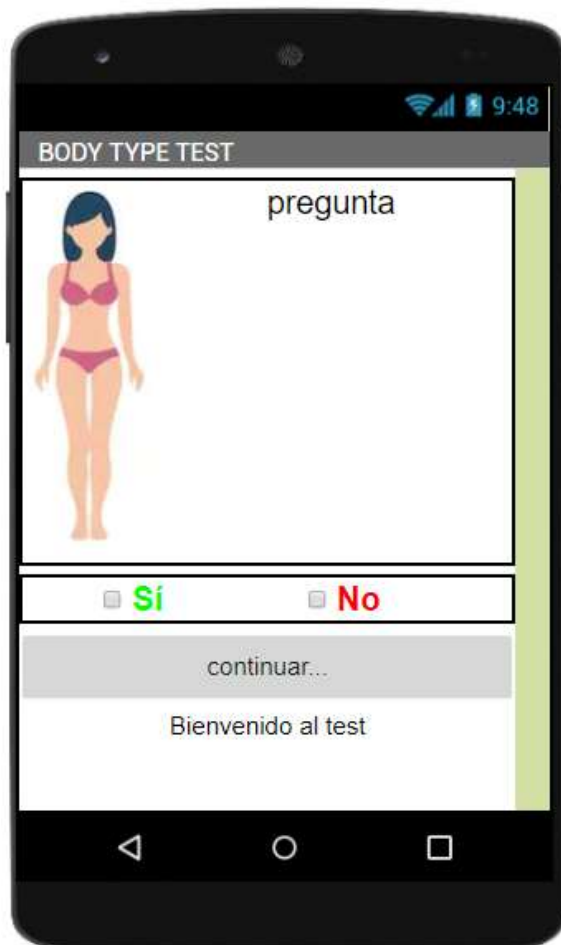 9:48
BODY TYPE TEST
pregunta
Sí No
continuar...
Bienvenido al test